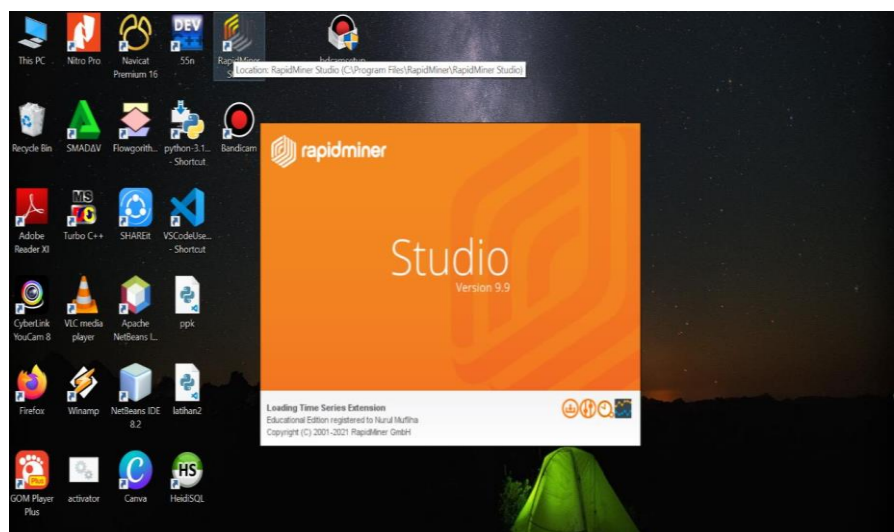 This PC
Nitro Pro
Navicat
Premium 16
DEV
55n
RapidMiner
Location: RapidMiner Studio (C:\Program Files\RapidMiner\RapidMiner Studio)
Recycle Bin
SMADAV
Flowgorith...
python-3.1...
- Shortcut
Bandicam
MS
Adobe
Reader XI
Turbo C++
SHAREit
VSCodeUse...
- Shortcut
CyberLink
YouCam 8
VLC media
player
Apache
NetBeans I...
ppk
Firefox
Winamp
NetBeans IDE
8.2
latihan2
Plus
HS
GOM Player
Plus
activator
Canva
HeidiSQL
rapidminer
Studio
Version 9.9
Loading Time Series Extension
Educational Edition registered to Nurul Mufliha
Copyright (C) 2001-2021 RapidMiner GmbH